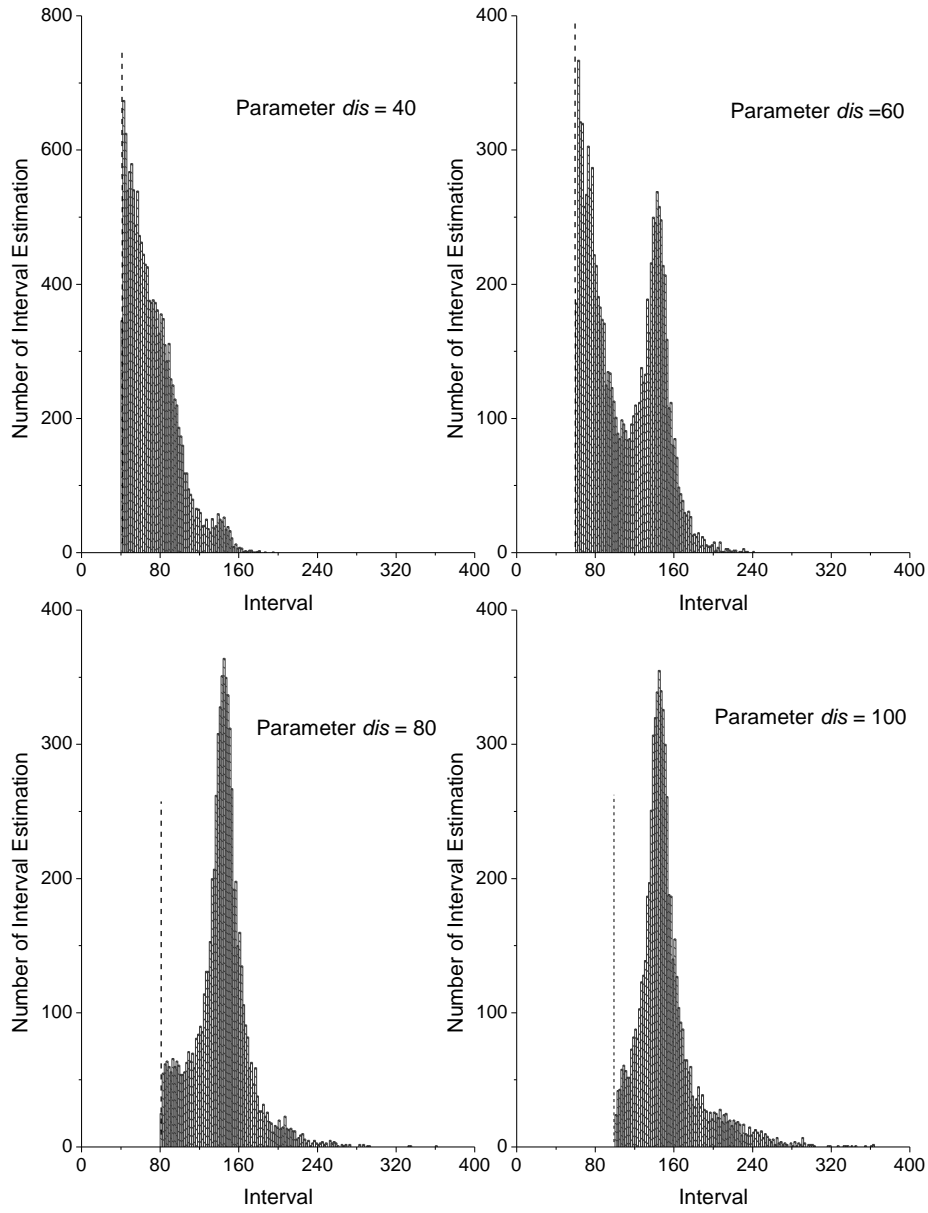 Parameter dis = 40
Number of Interval Estimation
800
600
400
200
0
0 80 160 240 320 400
Interval
Parameter dis =60
Number of Interval Estimation
400
300
200
100
0
0 80 160 240 320 400
Interval
Parameter dis = 80
Number of Interval Estimation
400
300
200
100
0
0 80 160 240 320 400
Interval
Parameter dis = 100
Number of Interval Estimation
400
300
200
100
0
0 80 160 240 320 400
Interval